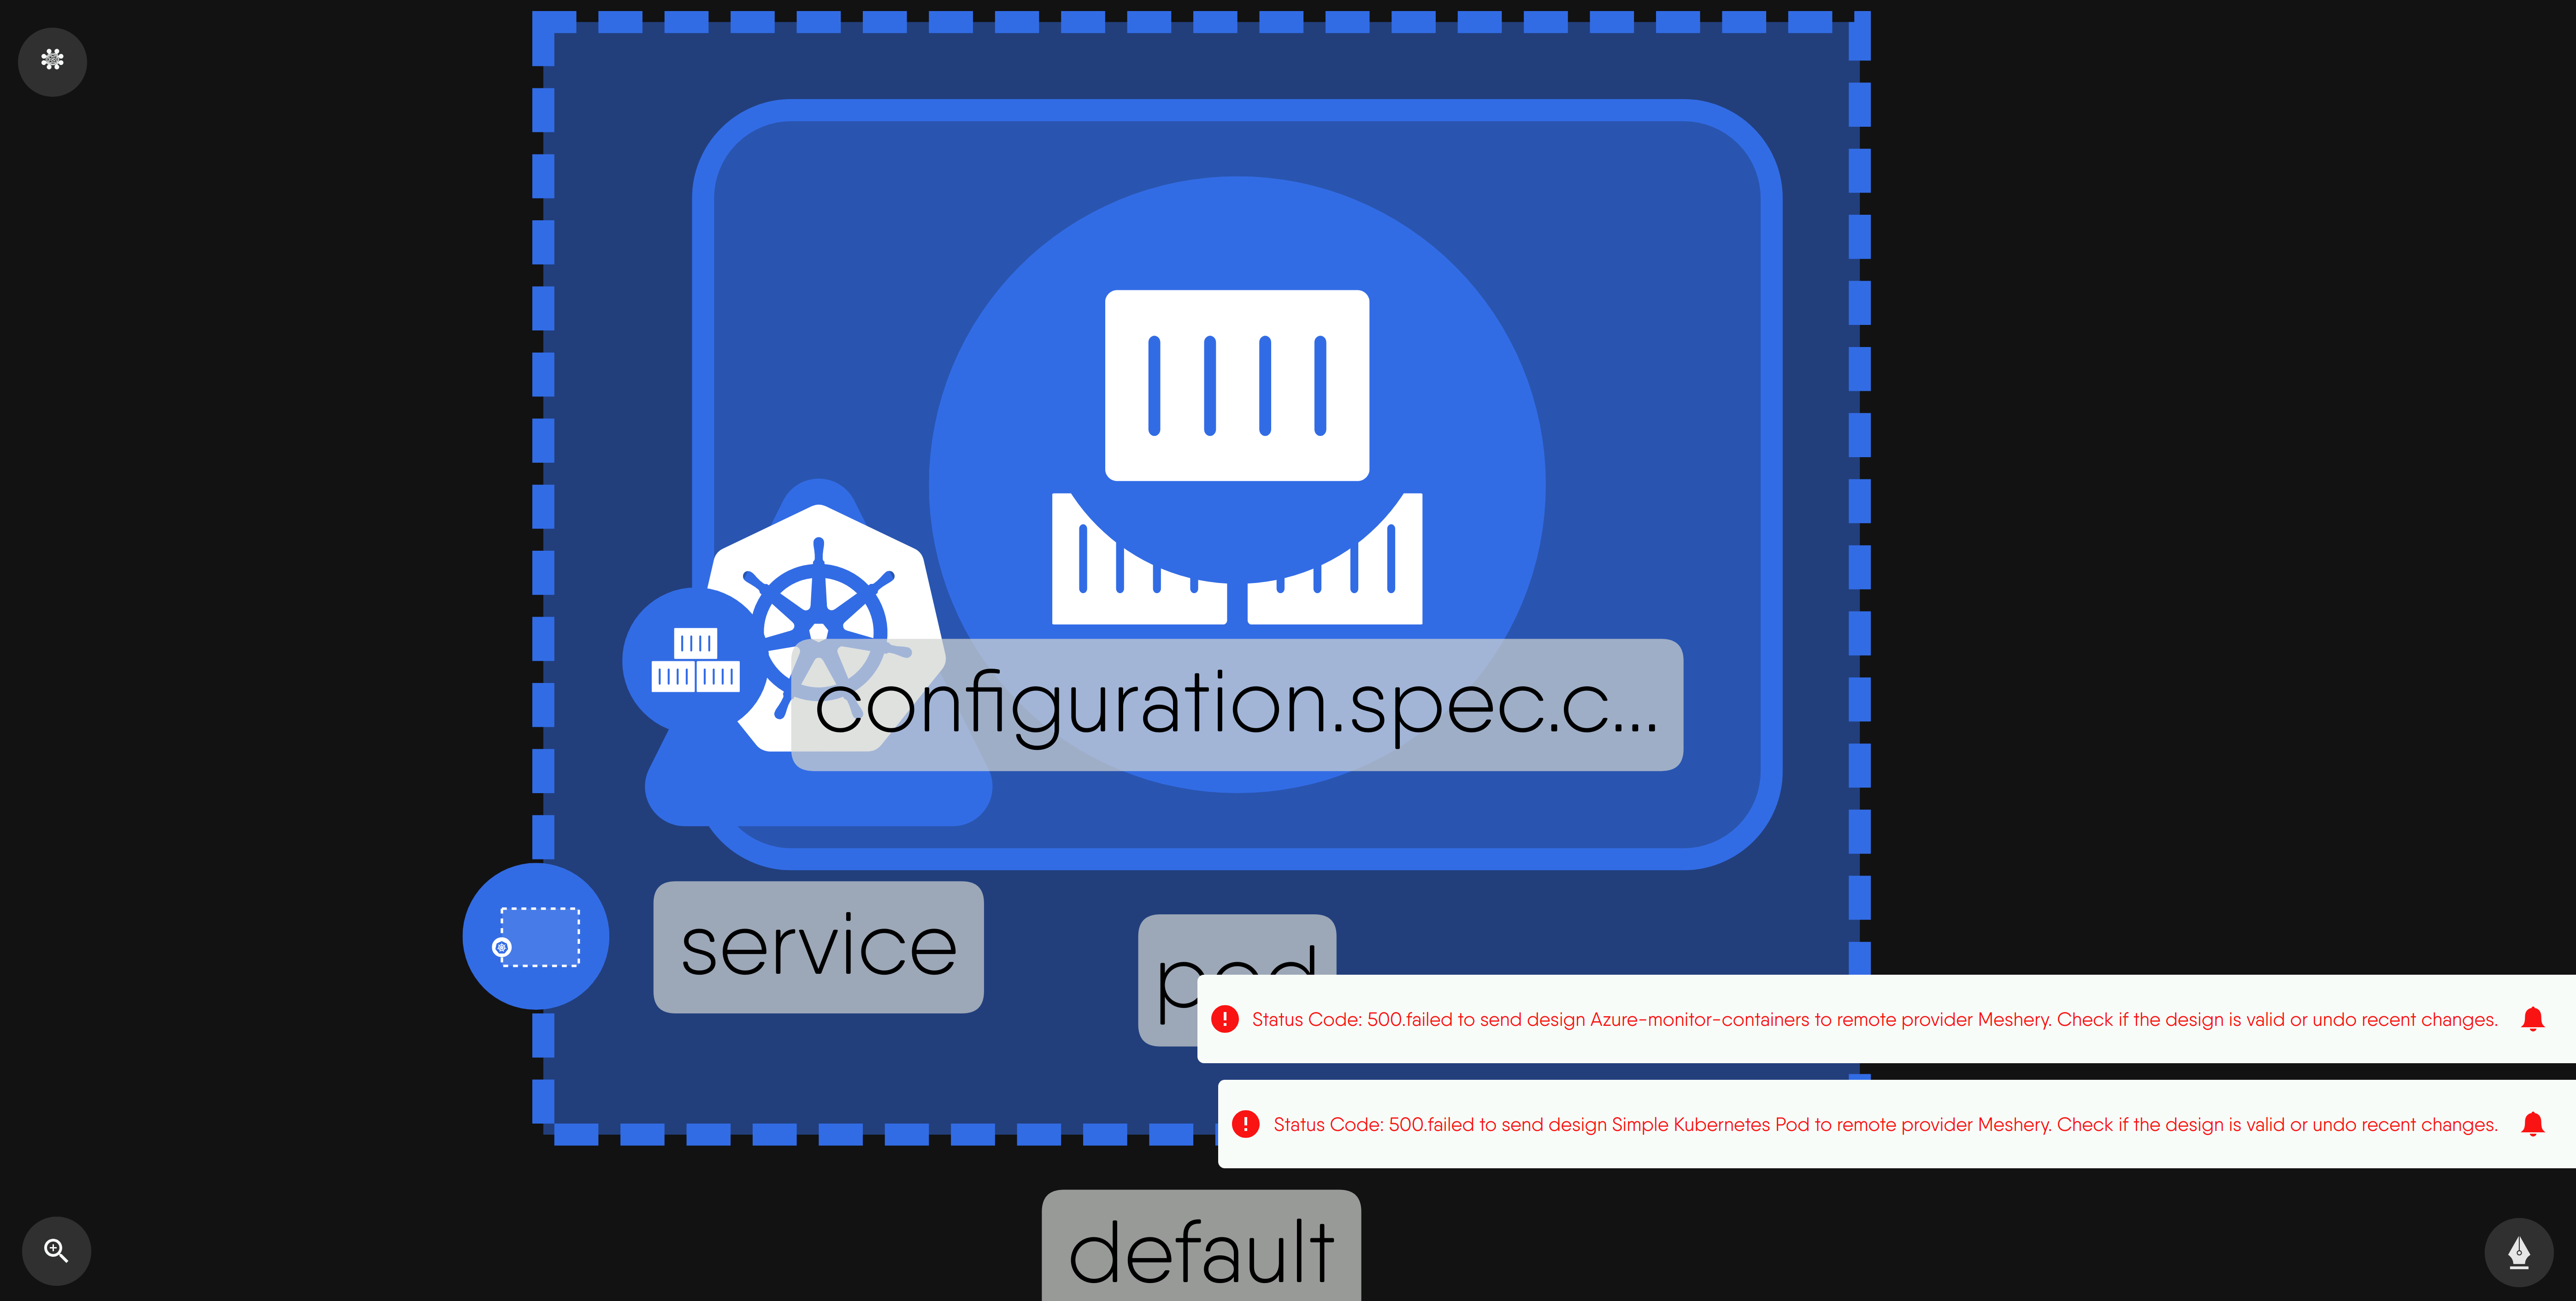 configuration.spec.c...
service
pod
Status Code: 500.failed to send design Azure-monitor-containers to remote provider Meshery. Check if the design is valid or undo recent changes.
Status Code: 500.failed to send design Simple Kubernetes Pod to remote provider Meshery. Check if the design is valid or undo recent changes.
default